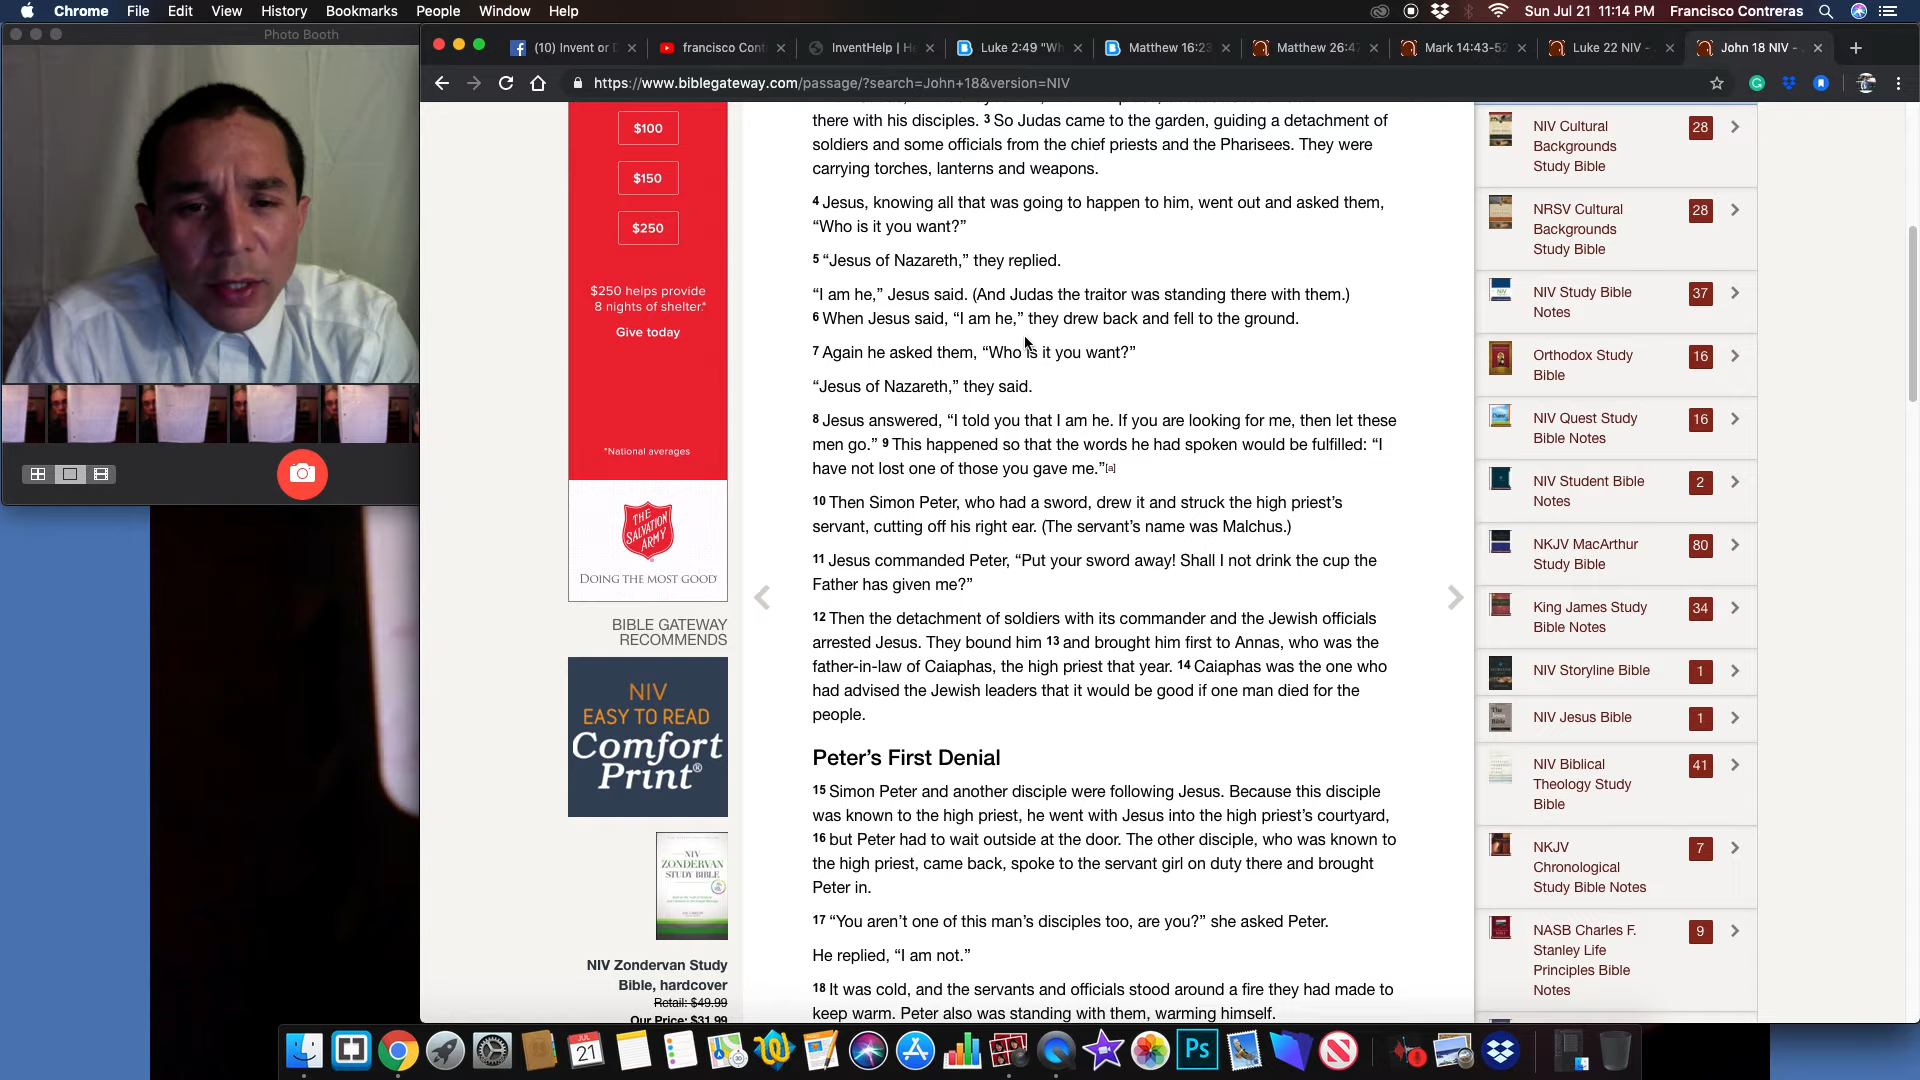 Chrome File Edit View History Bookmarks People Window Help
Sun Jul 21 11:14 PM Francisco Contreras
Photo Booth
(10) Invent or D
francisco Cont
InventHelp | H
Luke 2:49 "Wh
Matthew 16:23
Matthew 26:47
Mark 14:43-52
Luke 22 NIV -
John 18 NIV -
https://www.biblegateway.com/passage/?search=John+18&version=NIV
$100
$150
$250
$250 helps provide
8 nights of shelter.*
Give today
*National averages
THE
SALVATION
ARMY
DOING THE MOST GOOD®
BIBLE GATEWAY
RECOMMENDS
NIV
EASY TO READ
Comfort
Print®
NIV
ZONDERVAN
STUDY BIBLE
NIV Zondervan Study
Bible, hardcover
Retail: $49.99
Our Price: $31.99
there with his disciples. 3 So Judas came to the garden, guiding a detachment of
soldiers and some officials from the chief priests and the Pharisees. They were
carrying torches, lanterns and weapons.
4 Jesus, knowing all that was going to happen to him, went out and asked them,
“Who is it you want?”
5 “Jesus of Nazareth,” they replied.
“I am he,” Jesus said. (And Judas the traitor was standing there with them.)
6 When Jesus said, “I am he,” they drew back and fell to the ground.
7 Again he asked them, “Who is it you want?”
“Jesus of Nazareth,” they said.
8 Jesus answered, “I told you that I am he. If you are looking for me, then let these
men go.” 9 This happened so that the words he had spoken would be fulfilled: “I
have not lost one of those you gave me.”[a]
10 Then Simon Peter, who had a sword, drew it and struck the high priest’s
servant, cutting off his right ear. (The servant’s name was Malchus.)
11 Jesus commanded Peter, “Put your sword away! Shall I not drink the cup the
Father has given me?”
12 Then the detachment of soldiers with its commander and the Jewish officials
arrested Jesus. They bound him 13 and brought him first to Annas, who was the
father-in-law of Caiaphas, the high priest that year. 14 Caiaphas was the one who
had advised the Jewish leaders that it would be good if one man died for the
people.
Peter’s First Denial
15 Simon Peter and another disciple were following Jesus. Because this disciple
was known to the high priest, he went with Jesus into the high priest’s courtyard,
16 but Peter had to wait outside at the door. The other disciple, who was known to
the high priest, came back, spoke to the servant girl on duty there and brought
Peter in.
17 “You aren’t one of this man’s disciples too, are you?” she asked Peter.
He replied, “I am not.”
18 It was cold, and the servants and officials stood around a fire they had made to
keep warm. Peter also was standing with them, warming himself.
NIV Cultural
Backgrounds
Study Bible
28
NRSV Cultural
Backgrounds
Study Bible
28
NIV Study Bible
Notes
37
Orthodox Study
Bible
16
NIV Quest Study
Bible Notes
16
NIV Student Bible
Notes
2
NKJV MacArthur
Study Bible
80
King James Study
Bible Notes
34
NIV Storyline Bible
1
NIV Jesus Bible
1
NIV Biblical
Theology Study
Bible
41
NKJV
Chronological
Study Bible Notes
7
NASB Charles F.
Stanley Life
Principles Bible
Notes
9
JUL
21
Ps